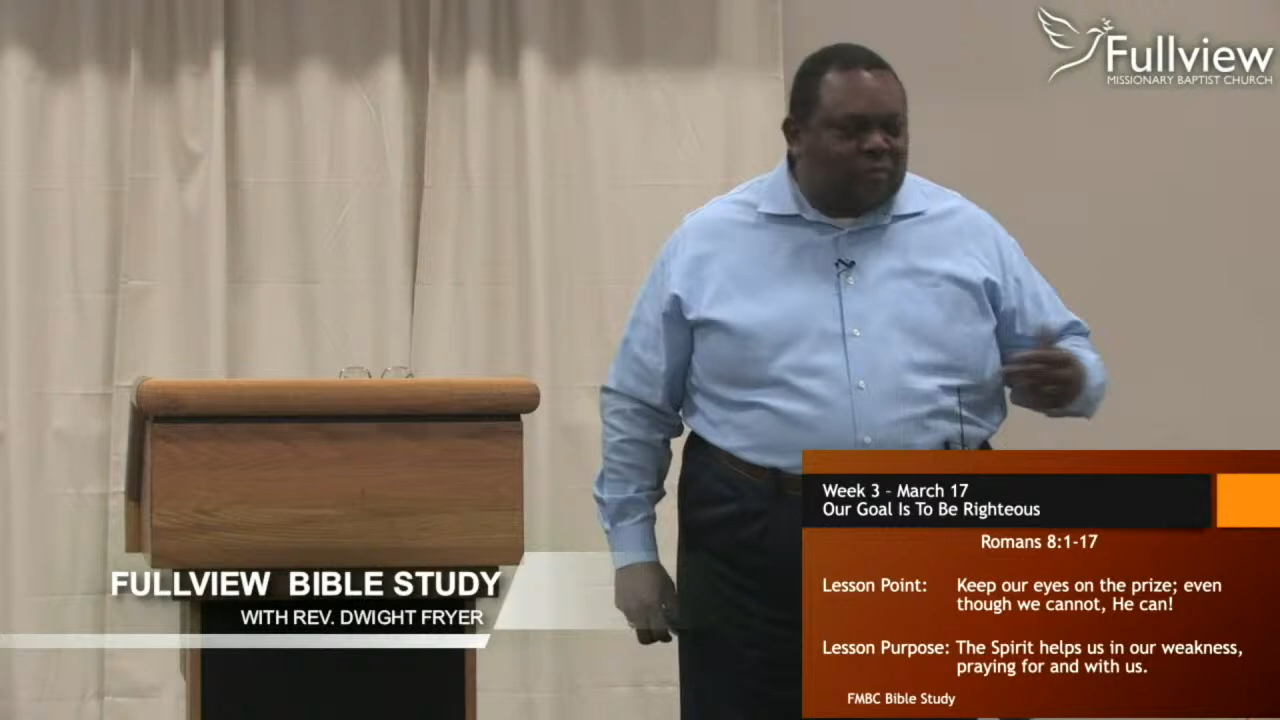 Fullview
MISSIONARY BAPTIST CHURCH
Week 3 – March 17
Our Goal Is To Be Righteous
Romans 8:1-17
Lesson Point: Keep our eyes on the prize; even
though we cannot, He can!
Lesson Purpose: The Spirit helps us in our weakness,
praying for and with us.
FMBC Bible Study
FULLVIEW BIBLE STUDY
WITH REV. DWIGHT FRYER